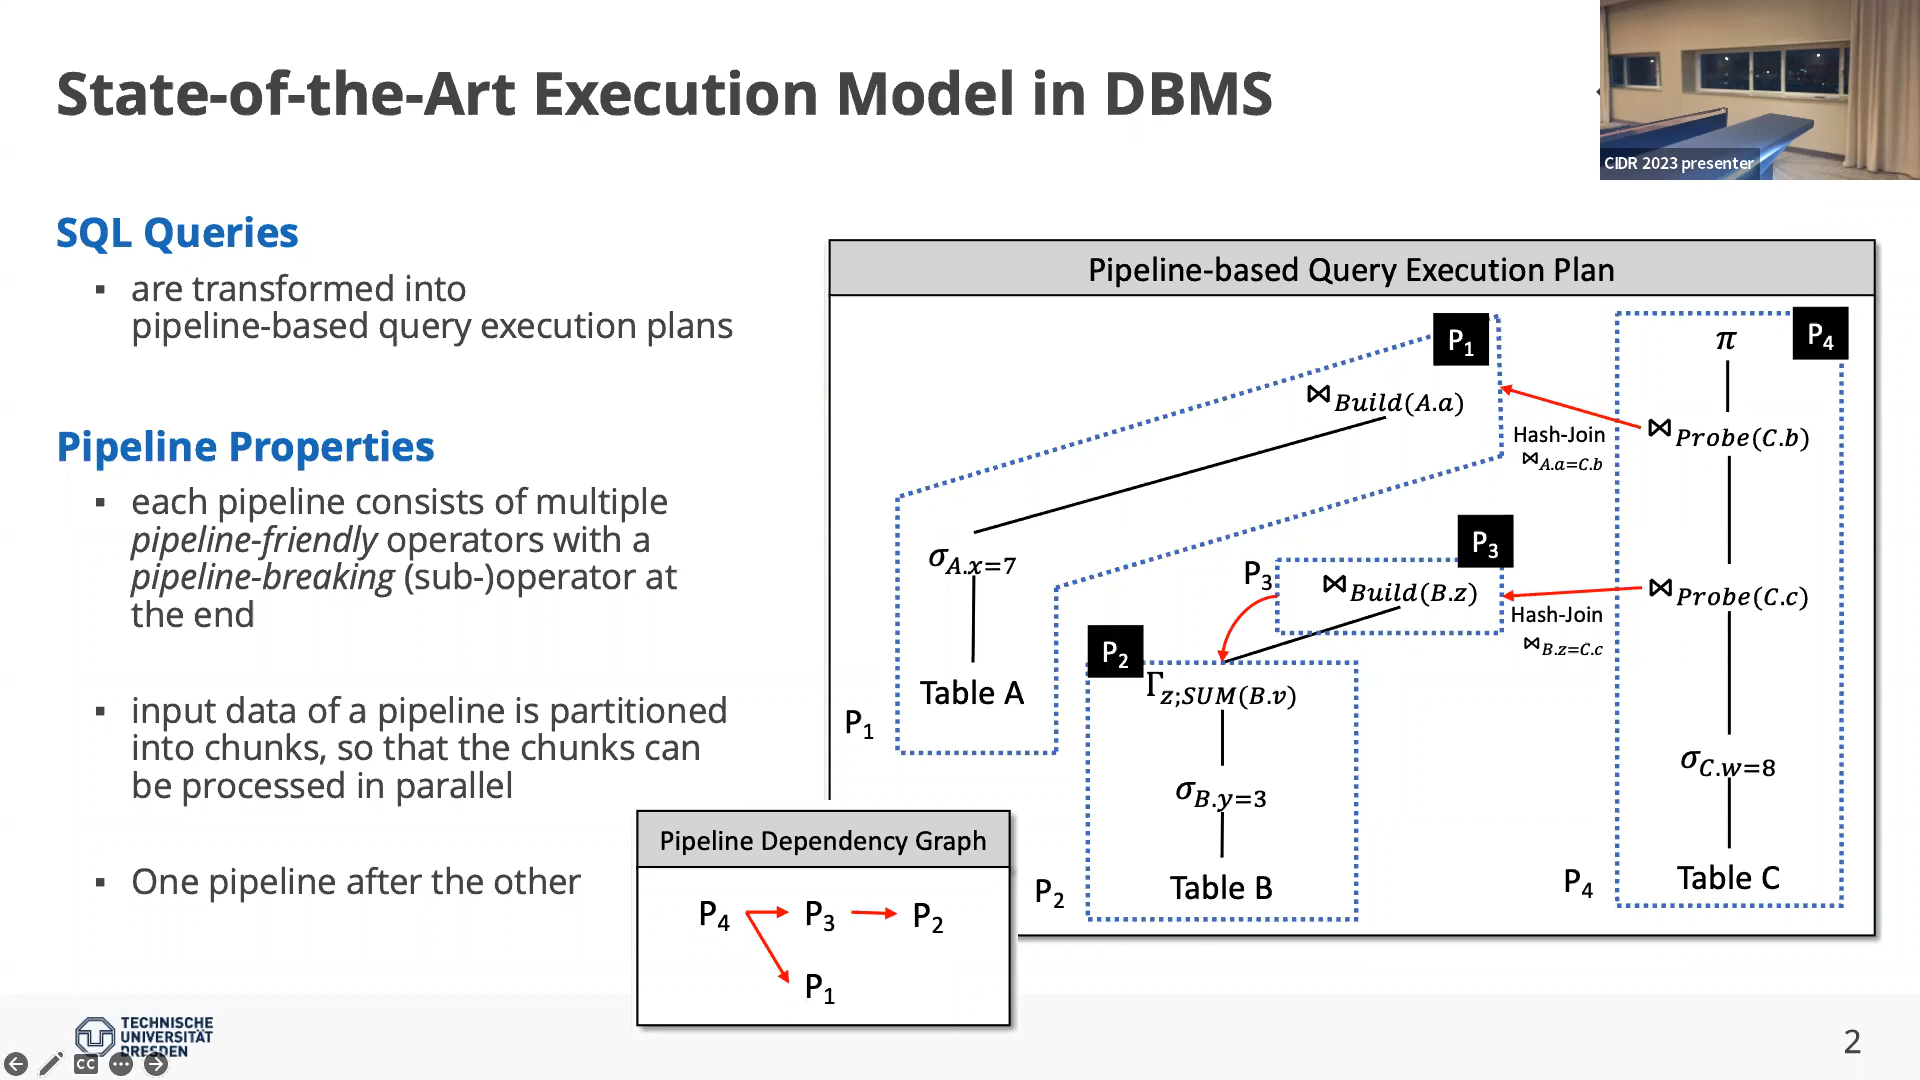 State-of-the-Art Execution Model in DBMS
CIDR 2023 presenter
SQL Queries
▪ are transformed into
pipeline-based query execution plans
Pipeline Properties
▪ each pipeline consists of multiple
pipeline-friendly operators with a
pipeline-breaking (sub-)operator at
the end
▪ input data of a pipeline is partitioned
into chunks, so that the chunks can
be processed in parallel
▪ One pipeline after the other
Pipeline-based Query Execution Plan
P1
⋈Build(A.a)
σA.x=7
Table A
P1
Hash-Join
⋈A.a=C.b
P3
P3
⋈Build(B.z)
Hash-Join
⋈B.z=C.c
P2
Γz;SUM(B.v)
σB.y=3
Table B
P2
P4
π
⋈Probe(C.b)
⋈Probe(C.c)
σC.w=8
Table C
P4
Pipeline Dependency Graph
P4 → P3 → P2
P1
TECHNISCHE
UNIVERSITÄT
DRESDEN
CC
2